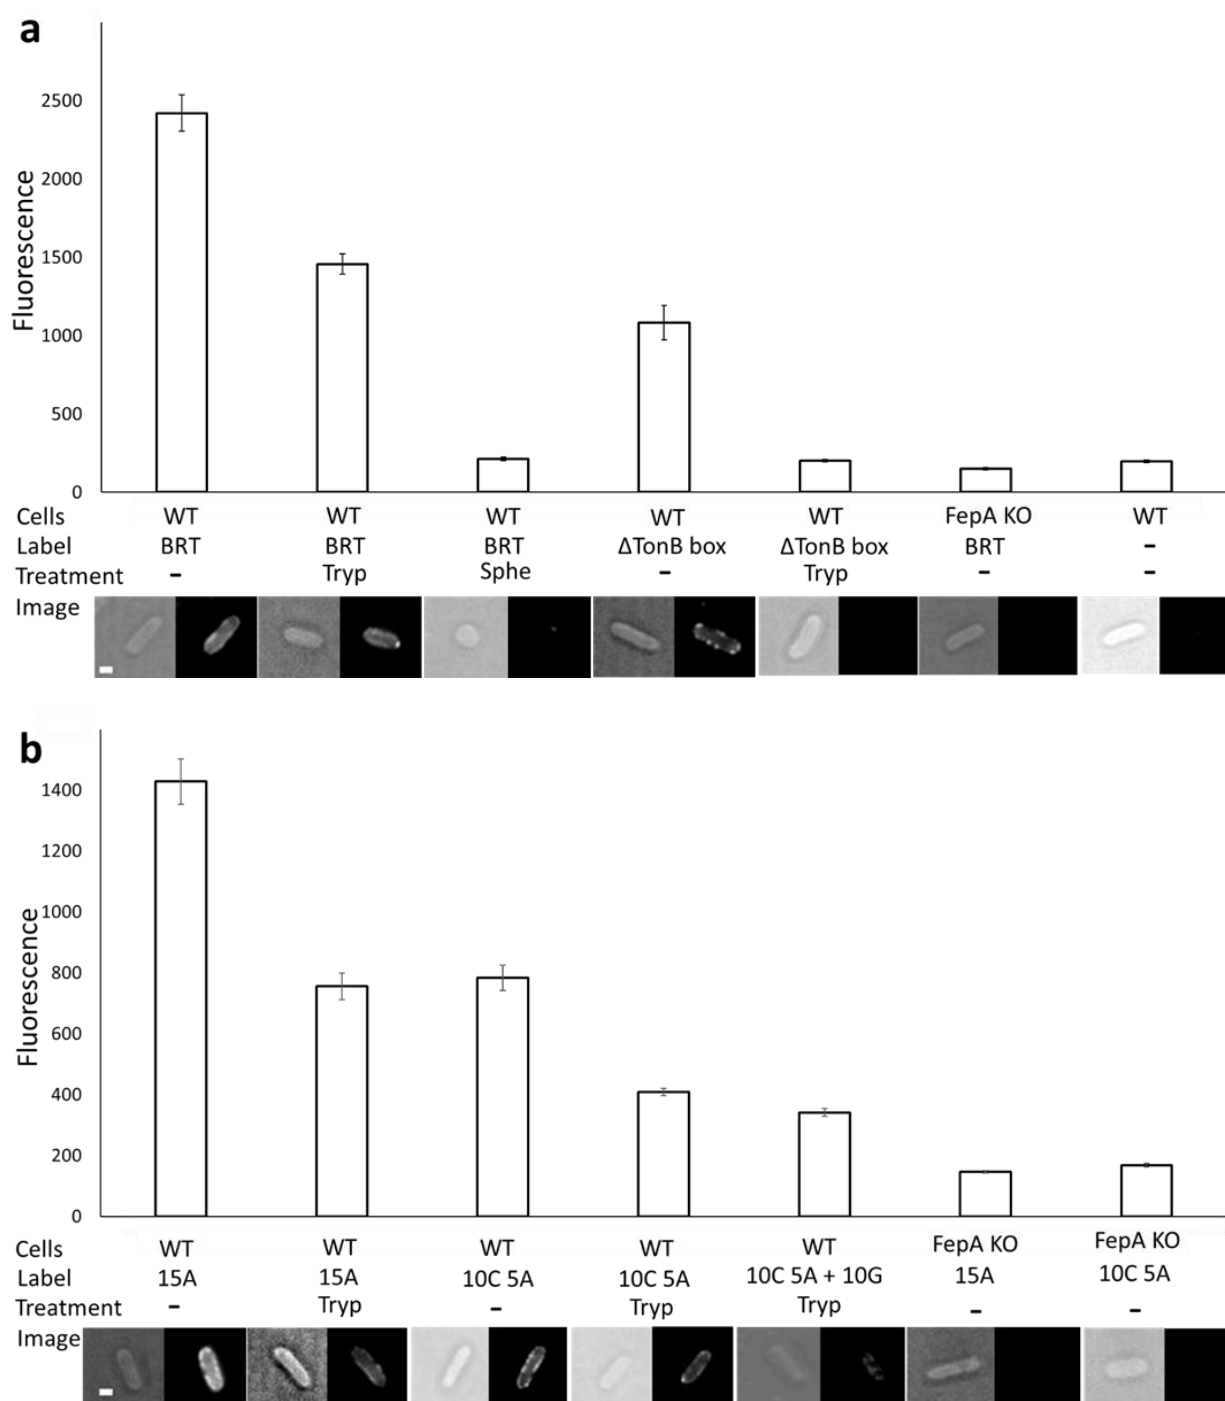 a
2500
2000
1500
1000
500
0
Fluorescence
Cells WT WT WT WT WT FepA KO WT
Label BRT BRT BRT ΔTonB box ΔTonB box BRT –
Treatment – Tryp Sphe – Tryp – –
Image
b
1400
1200
1000
800
600
400
200
0
Fluorescence
Cells WT WT WT WT WT FepA KO FepA KO
Label 15A 15A 10C 5A 10C 5A 10C 5A + 10G 15A 10C 5A
Treatment – Tryp – Tryp Tryp – –
Image